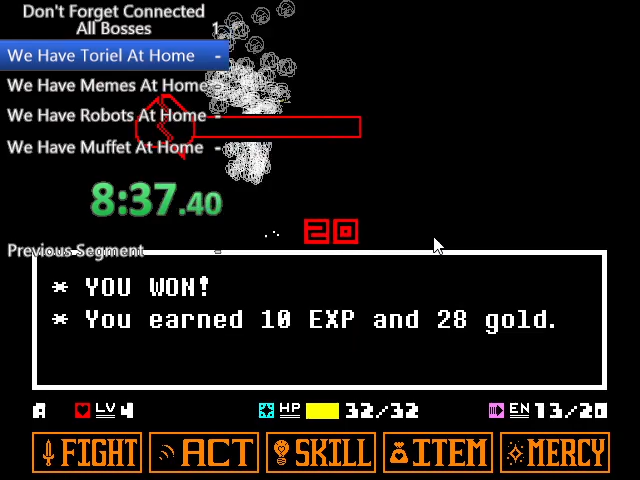 Don't Forget Connected
All Bosses 1
We Have Toriel At Home -
We Have Memes At Home -
We Have Robots At Home -
We Have Muffet At Home -
8:37.40
20
Previous Segment -
* YOU WON!
* You earned 10 EXP and 28 gold.
A LV 4 HP 32/32 EN 13/20
FIGHT ACT SKILL ITEM MERCY